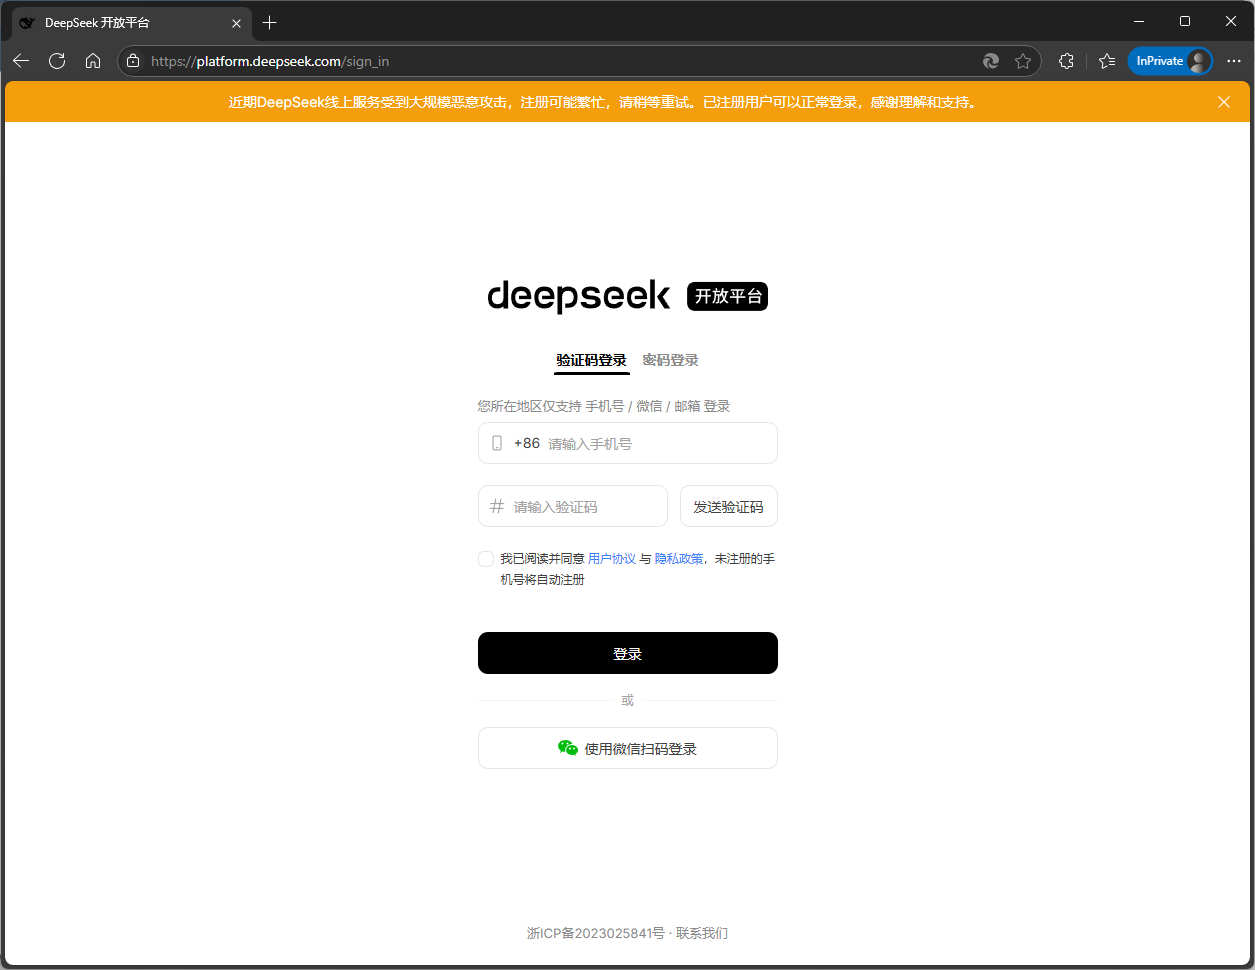 DeepSeek 开放平台
https://platform.deepseek.com/sign_in
InPrivate
近期DeepSeek线上服务受到大规模恶意攻击，注册可能繁忙，请稍等重试。已注册用户可以正常登录，感谢理解和支持。
deepseek 开放平台
验证码登录 密码登录
您所在地区仅支持 手机号 / 微信 / 邮箱 登录
+86 请输入手机号
# 请输入验证码 发送验证码
我已阅读并同意 用户协议 与 隐私政策，未注册的手
机号将自动注册
登录
或
使用微信扫码登录
浙ICP备2023025841号 · 联系我们